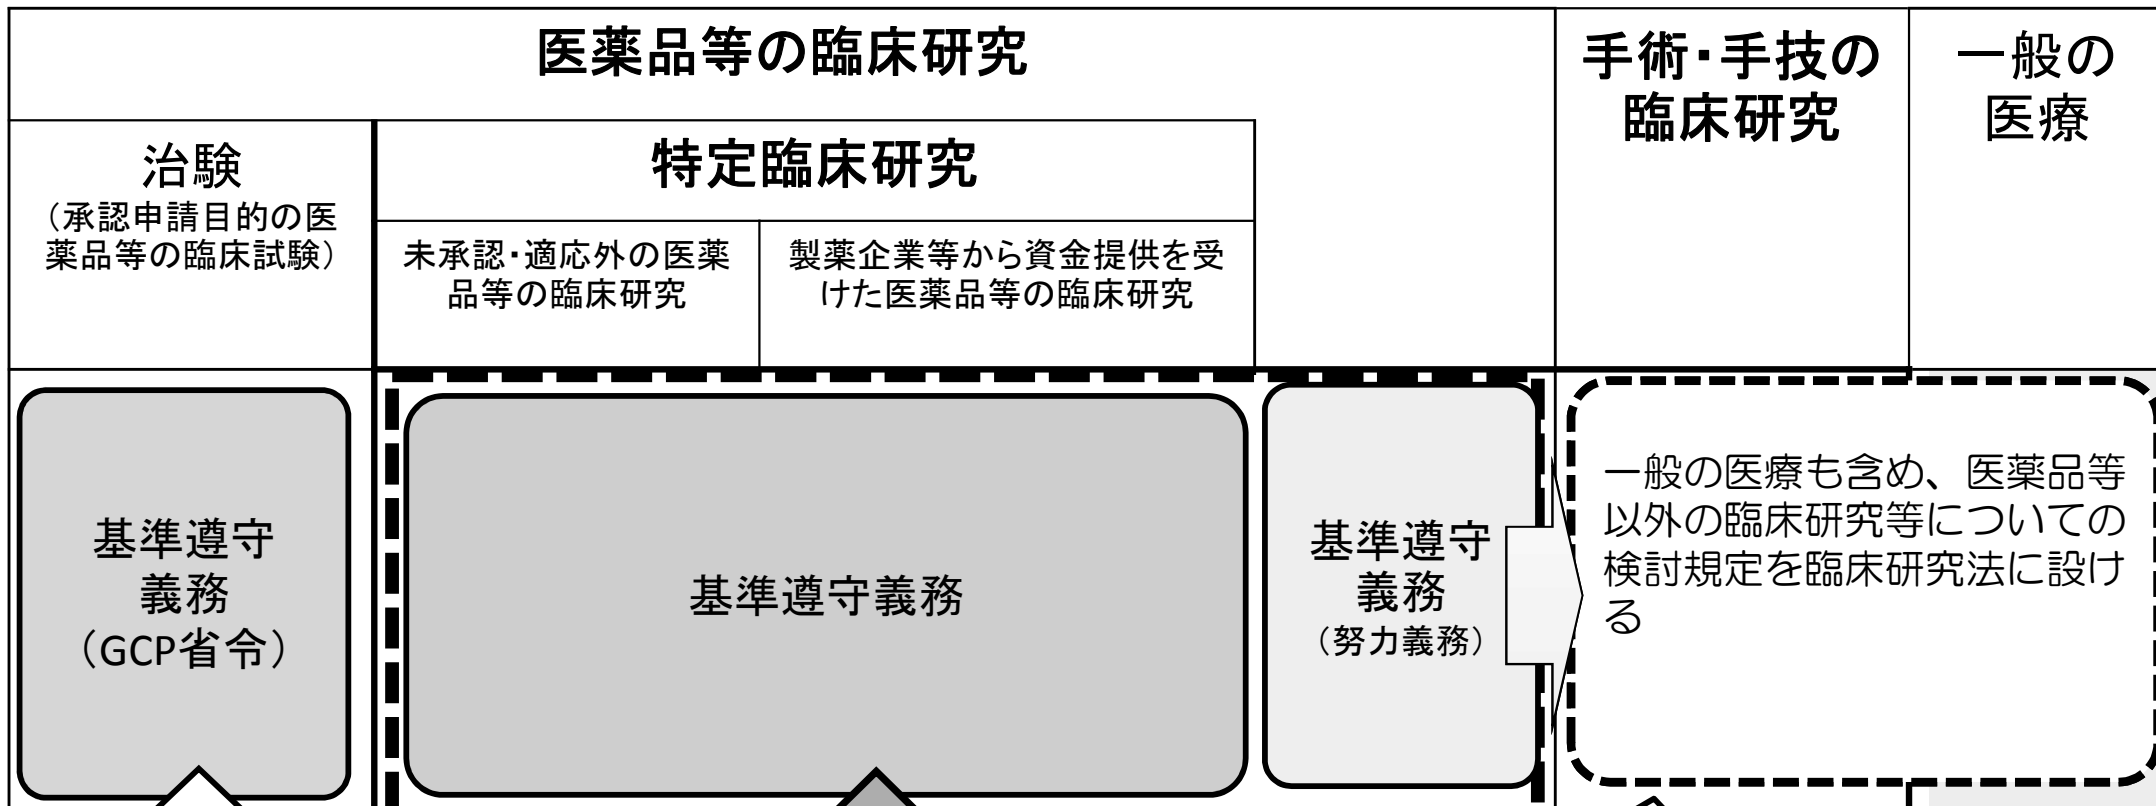 医薬品等の臨床研究
手術・手技の
臨床研究
一般の
医療
治験
（承認申請目的の医
薬品等の臨床試験）
特定臨床研究
未承認・適応外の医薬
品等の臨床研究
製薬企業等から資金提供を受
けた医薬品等の臨床研究
基準遵守
義務
（GCP省令）
基準遵守義務
基準遵守
義務
（努力義務）
一般の医療も含め、医薬品等
以外の臨床研究等についての
検討規定を臨床研究法に設け
る